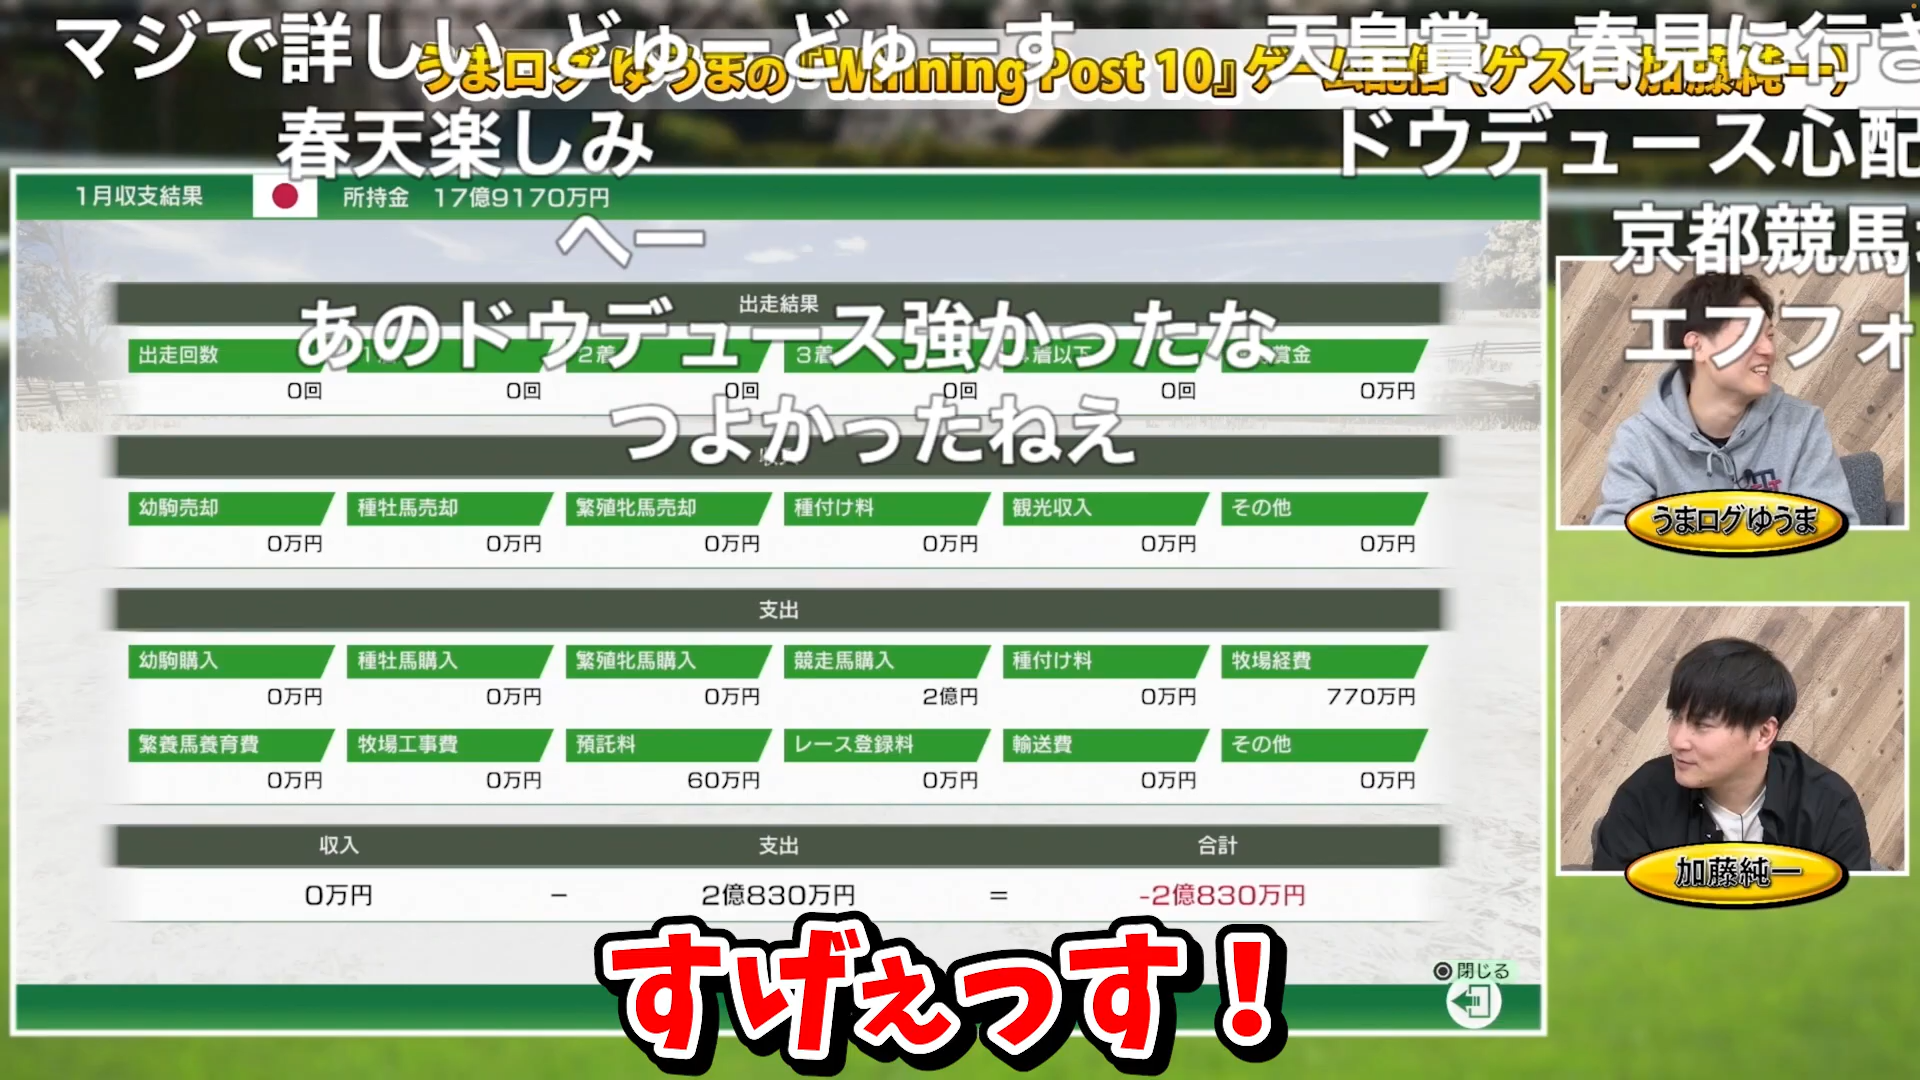 マジで詳しい
どゅーどゅーす
天皇賞・春見に行き
うまログゆうまの『Winning Post 10』ゲーム配信（ゲスト：加藤純一）
春天楽しみ
ドウデュース心配
1月収支結果
所持金 17億9170万円
へー
京都競馬
出走結果
あのドウデュース強かったな
エフフォ
出走回数 1着 2着 3着 4着以下 賞金
0回 0回 0回 0回 0回 0万円
つよかったねえ
収入
幼駒売却 種牡馬売却 繁殖牝馬売却 種付け料 観光収入 その他
0万円 0万円 0万円 0万円 0万円 0万円
うまログゆうま
支出
幼駒購入 種牡馬購入 繁殖牝馬購入 競走馬購入 種付け料 牧場経費
0万円 0万円 0万円 2億円 0万円 770万円
繁養馬養育費 牧場工事費 預託料 レース登録料 輸送費 その他
0万円 0万円 60万円 0万円 0万円 0万円
収入 支出 合計
0万円 － 2億830万円 ＝ -2億830万円
加藤純一
すげぇっす！
閉じる